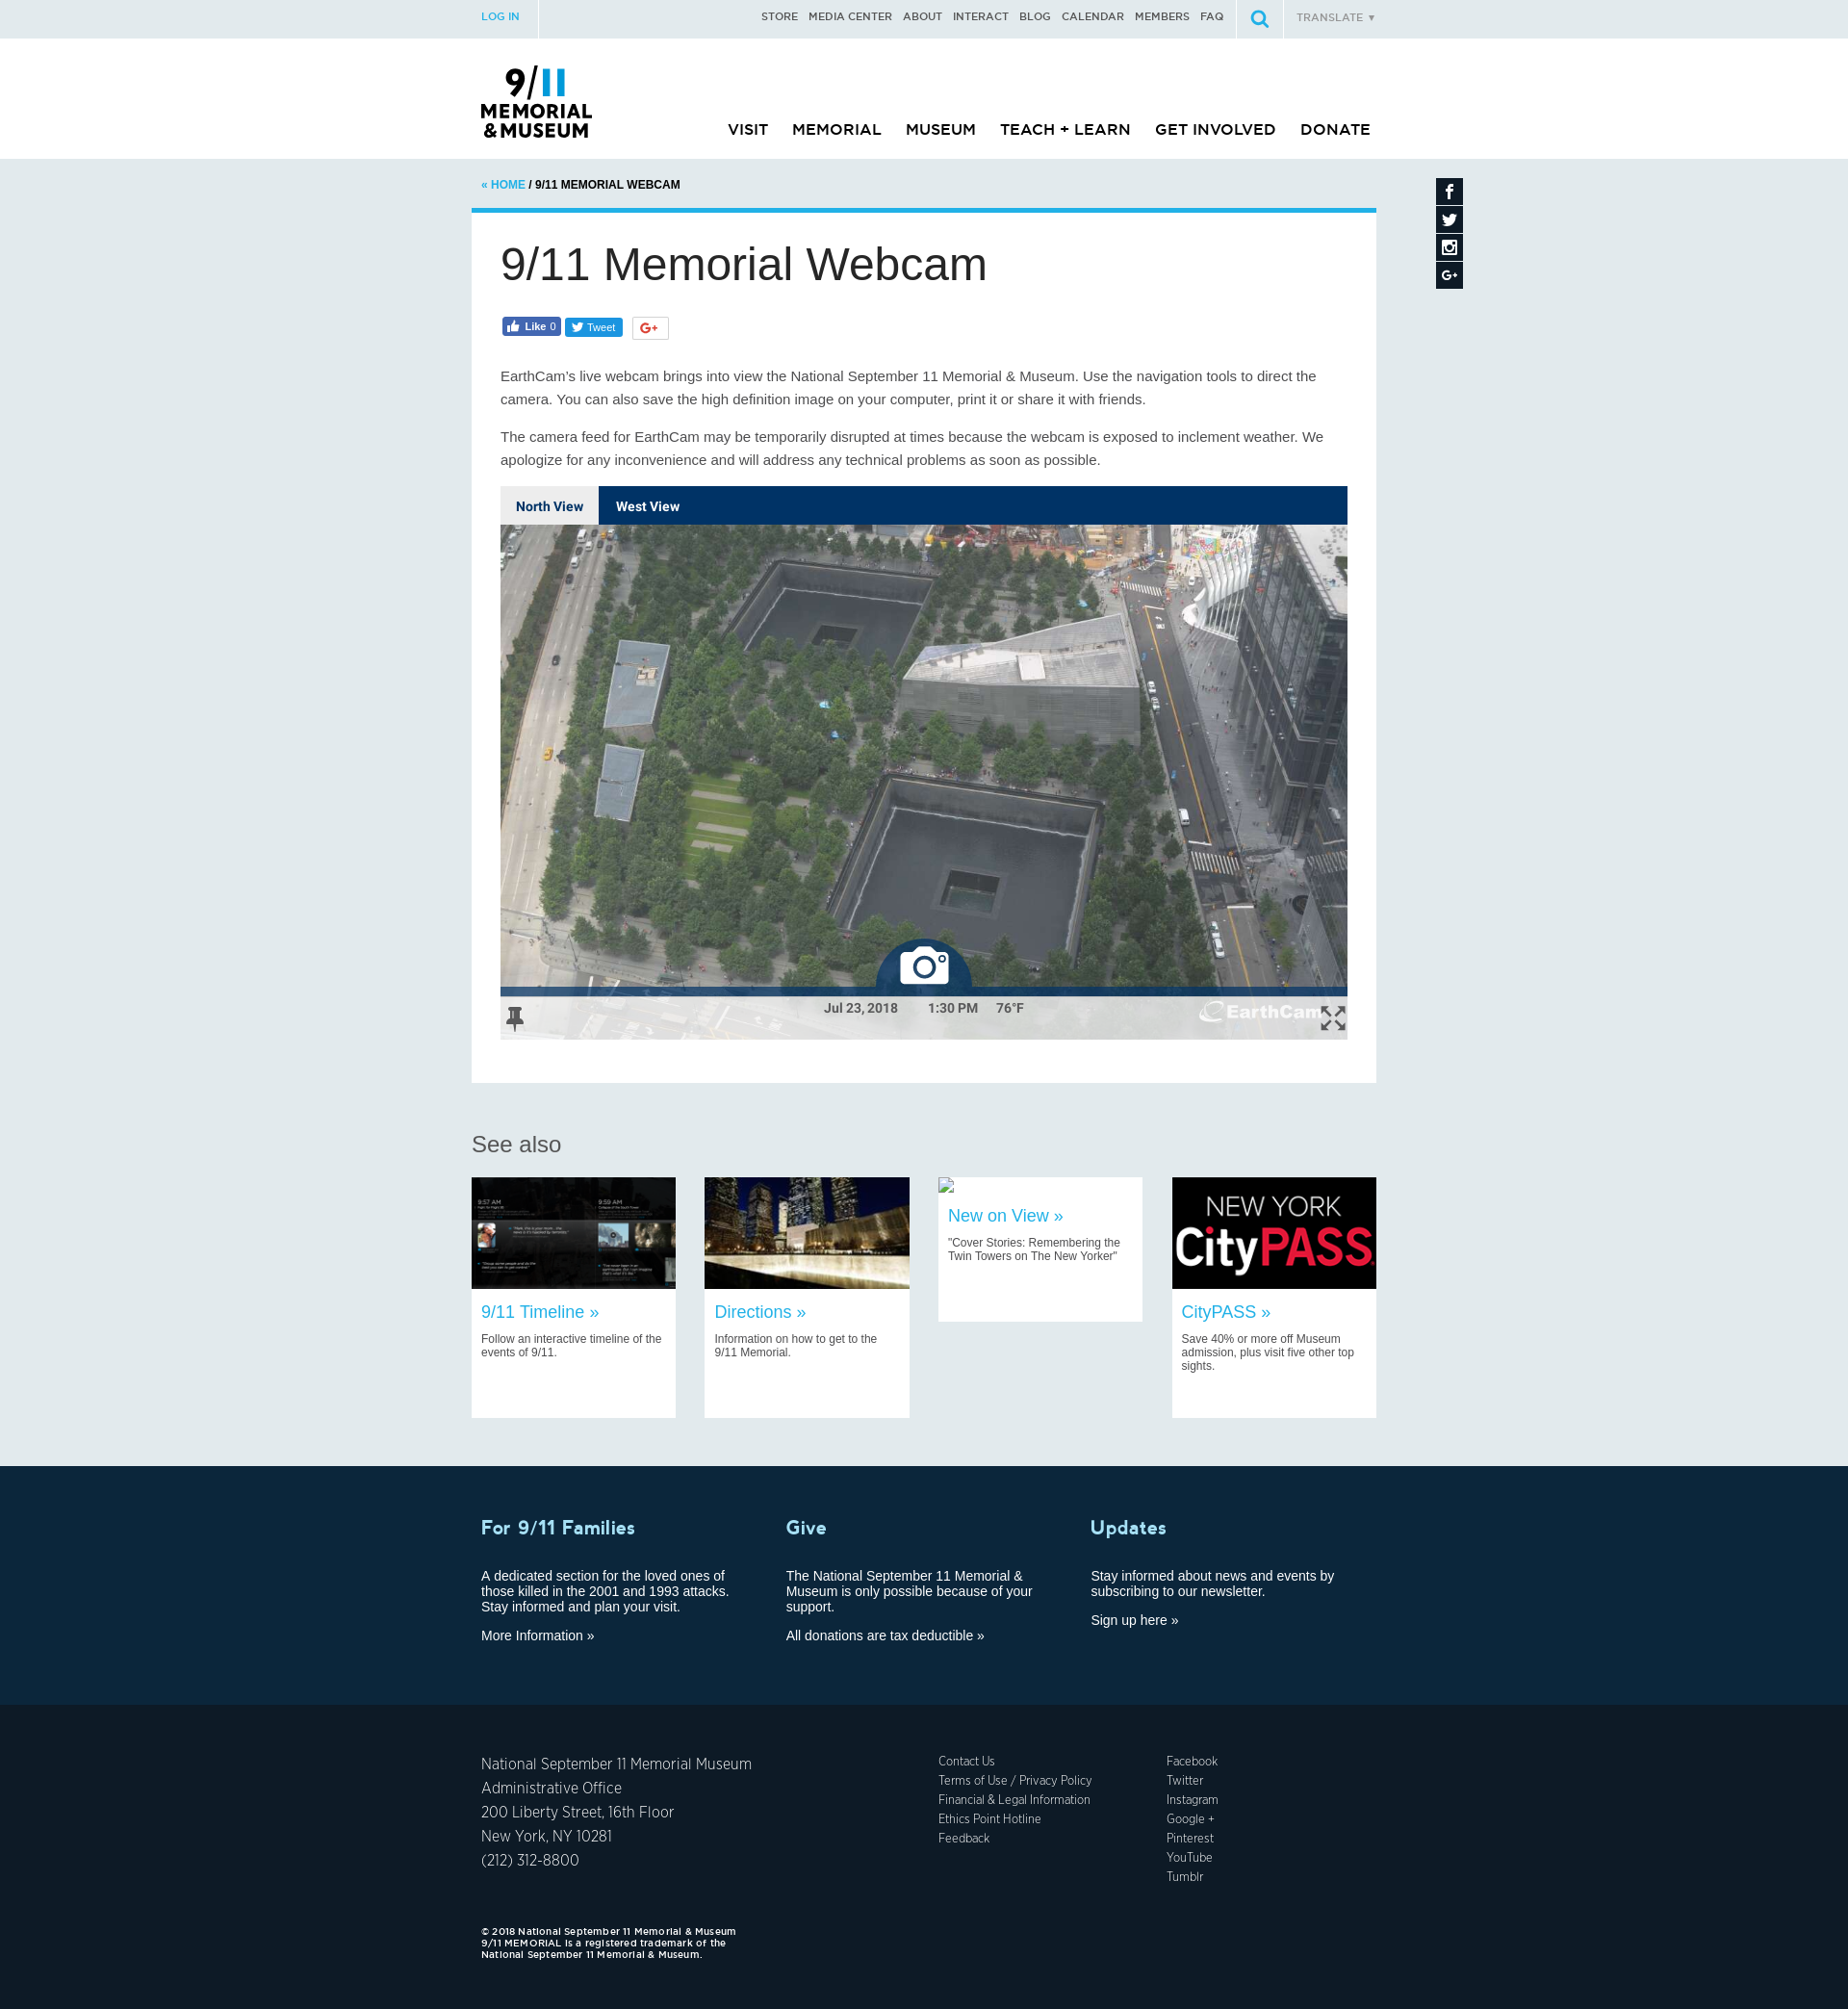 LOG IN
STORE MEDIA CENTER ABOUT INTERACT BLOG CALENDAR MEMBERS FAQ
TRANSLATE ▼
9/11
MEMORIAL
& MUSEUM
VISIT MEMORIAL MUSEUM TEACH + LEARN GET INVOLVED DONATE
« HOME / 9/11 MEMORIAL WEBCAM
9/11 Memorial Webcam
Like 0
Tweet
G+
EarthCam's live webcam brings into view the National September 11 Memorial & Museum. Use the navigation tools to direct the
camera. You can also save the high definition image on your computer, print it or share it with friends.
The camera feed for EarthCam may be temporarily disrupted at times because the webcam is exposed to inclement weather. We
apologize for any inconvenience and will address any technical problems as soon as possible.
North View West View
Jul 23, 2018 1:30 PM 76°F
EarthCam
See also
9:57 AM
9:59 AM
9/11 Timeline »
Follow an interactive timeline of the
events of 9/11.
Directions »
Information on how to get to the
9/11 Memorial.
New on View »
"Cover Stories: Remembering the
Twin Towers on The New Yorker"
NEW YORK
CityPASS
CityPASS »
Save 40% or more off Museum
admission, plus visit five other top
sights.
For 9/11 Families
A dedicated section for the loved ones of
those killed in the 2001 and 1993 attacks.
Stay informed and plan your visit.
More Information »
Give
The National September 11 Memorial &
Museum is only possible because of your
support.
All donations are tax deductible »
Updates
Stay informed about news and events by
subscribing to our newsletter.
Sign up here »
National September 11 Memorial Museum
Administrative Office
200 Liberty Street, 16th Floor
New York, NY 10281
(212) 312-8800
Contact Us
Terms of Use / Privacy Policy
Financial & Legal Information
Ethics Point Hotline
Feedback
Facebook
Twitter
Instagram
Google +
Pinterest
YouTube
Tumblr
© 2018 National September 11 Memorial & Museum
9/11 MEMORIAL is a registered trademark of the
National September 11 Memorial & Museum.